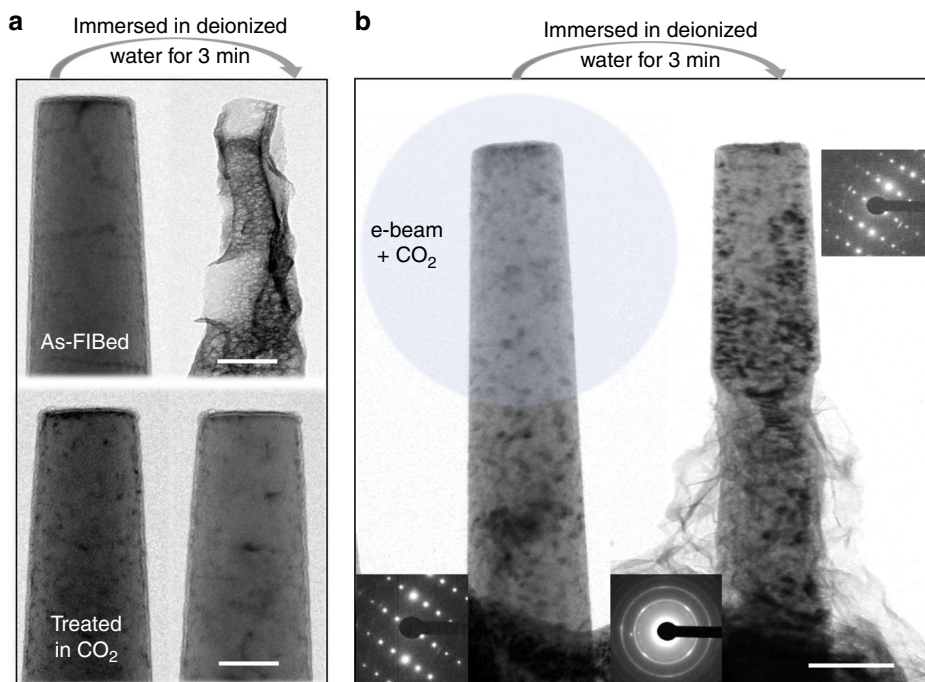 a
Immersed in deionized
water for 3 min
As-FIBed
Treated
in CO₂
b
Immersed in deionized
water for 3 min
e-beam
+ CO₂